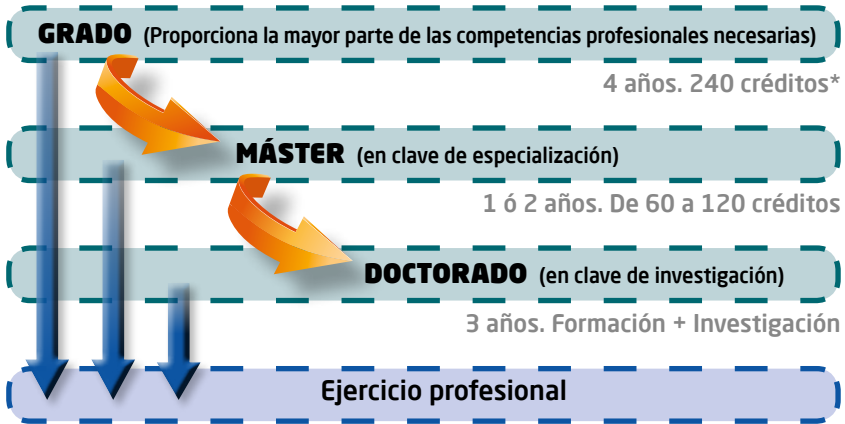 GRADO (Proporciona la mayor parte de las competencias profesionales necesarias)
4 años. 240 créditos*
MÁSTER (en clave de especialización)
1 ó 2 años. De 60 a 120 créditos
DOCTORADO (en clave de investigación)
3 años. Formación + Investigación
Ejercicio profesional